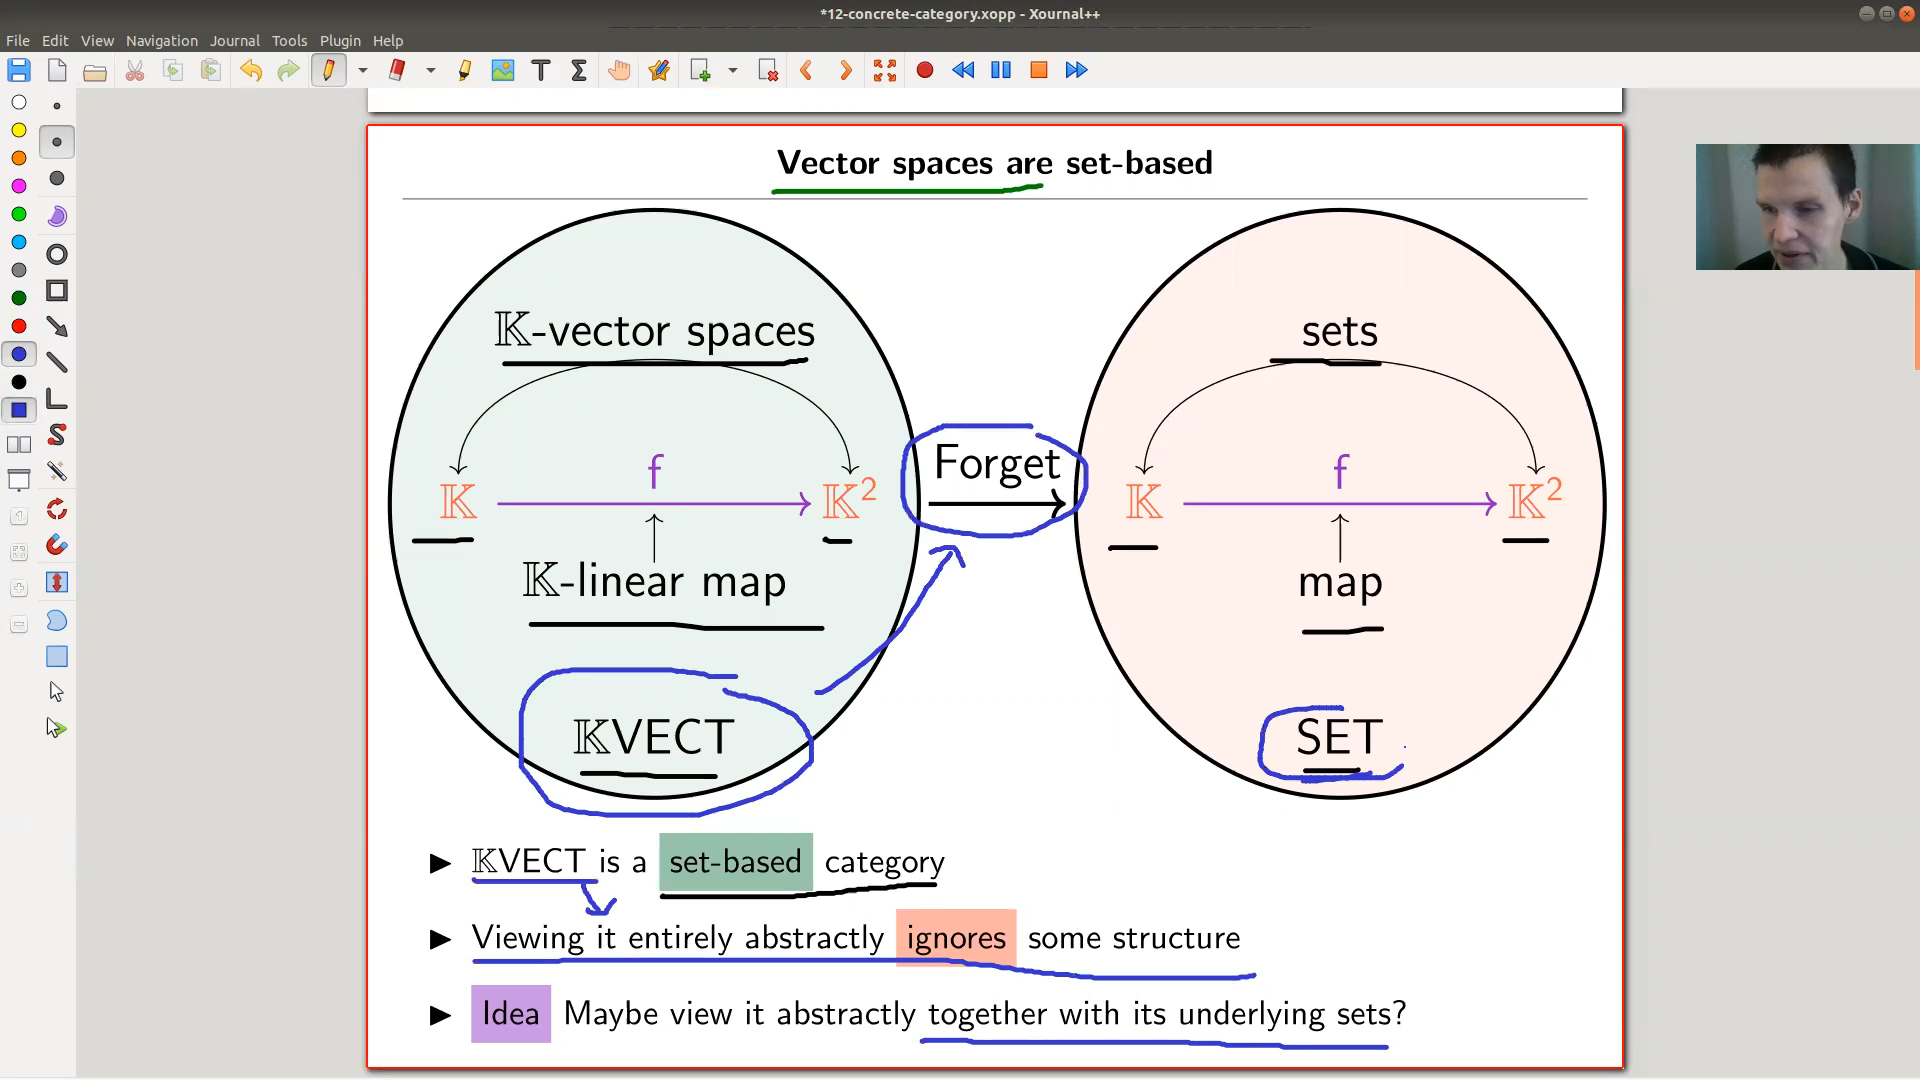 *12-concrete-category.xopp - Xournal++
File Edit View Navigation Journal Tools Plugin Help
Vector spaces are set-based
𝕂-vector spaces
sets
f
Forget
f
𝕂
𝕂²
𝕂
𝕂²
𝕂-linear map
map
𝕂VECT
SET
▶ 𝕂VECT is a set-based category
▶ Viewing it entirely abstractly ignores some structure
▶ Idea Maybe view it abstractly together with its underlying sets?